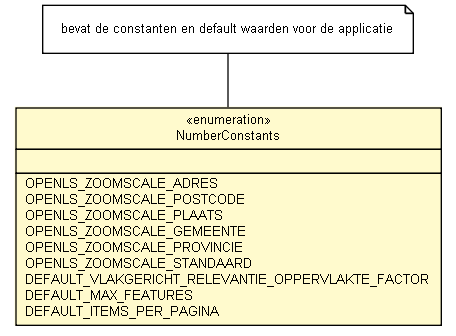 bevat de constanten en default waarden voor de applicatie
«enumeration»
NumberConstants
OPENLS_ZOOMSCALE_ADRES
OPENLS_ZOOMSCALE_POSTCODE
OPENLS_ZOOMSCALE_PLAATS
OPENLS_ZOOMSCALE_GEMEENTE
OPENLS_ZOOMSCALE_PROVINCIE
OPENLS_ZOOMSCALE_STANDAARD
DEFAULT_VLAKGERICHT_RELEVANTIE_OPPERVLAKTE_FACTOR
DEFAULT_MAX_FEATURES
DEFAULT_ITEMS_PER_PAGINA